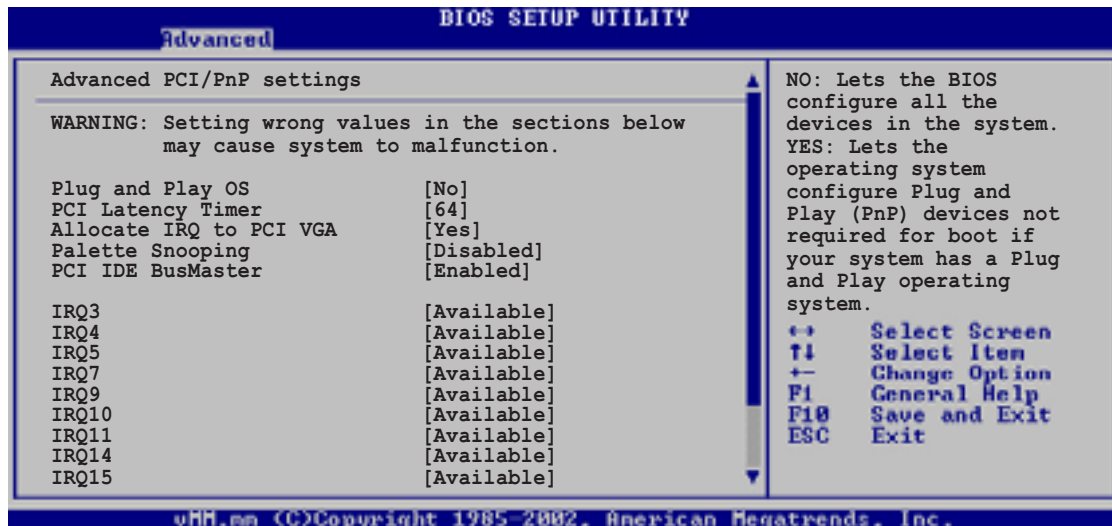 BIOS SETUP UTILITY
Advanced
Advanced PCI/PnP settings
WARNING: Setting wrong values in the sections below
may cause system to malfunction.
Plug and Play OS [No]
PCI Latency Timer [64]
Allocate IRQ to PCI VGA [Yes]
Palette Snooping [Disabled]
PCI IDE BusMaster [Enabled]
IRQ3 [Available]
IRQ4 [Available]
IRQ5 [Available]
IRQ7 [Available]
IRQ9 [Available]
IRQ10 [Available]
IRQ11 [Available]
IRQ14 [Available]
IRQ15 [Available]
NO: Lets the BIOS
configure all the
devices in the system.
YES: Lets the
operating system
configure Plug and
Play (PnP) devices not
required for boot if
your system has a Plug
and Play operating
system.
←→ Select Screen
↑↓ Select Item
+- Change Option
F1 General Help
F10 Save and Exit
ESC Exit
vMM.mm (C)Copyright 1985-2002, American Megatrends, Inc.